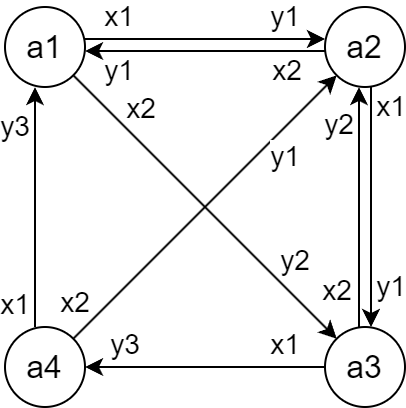 x1 y1
a1 a2
y1 x2
x2 x1
y3 y2
y1
y2
x1 x2 x2 y1
y3 x1
a4 a3